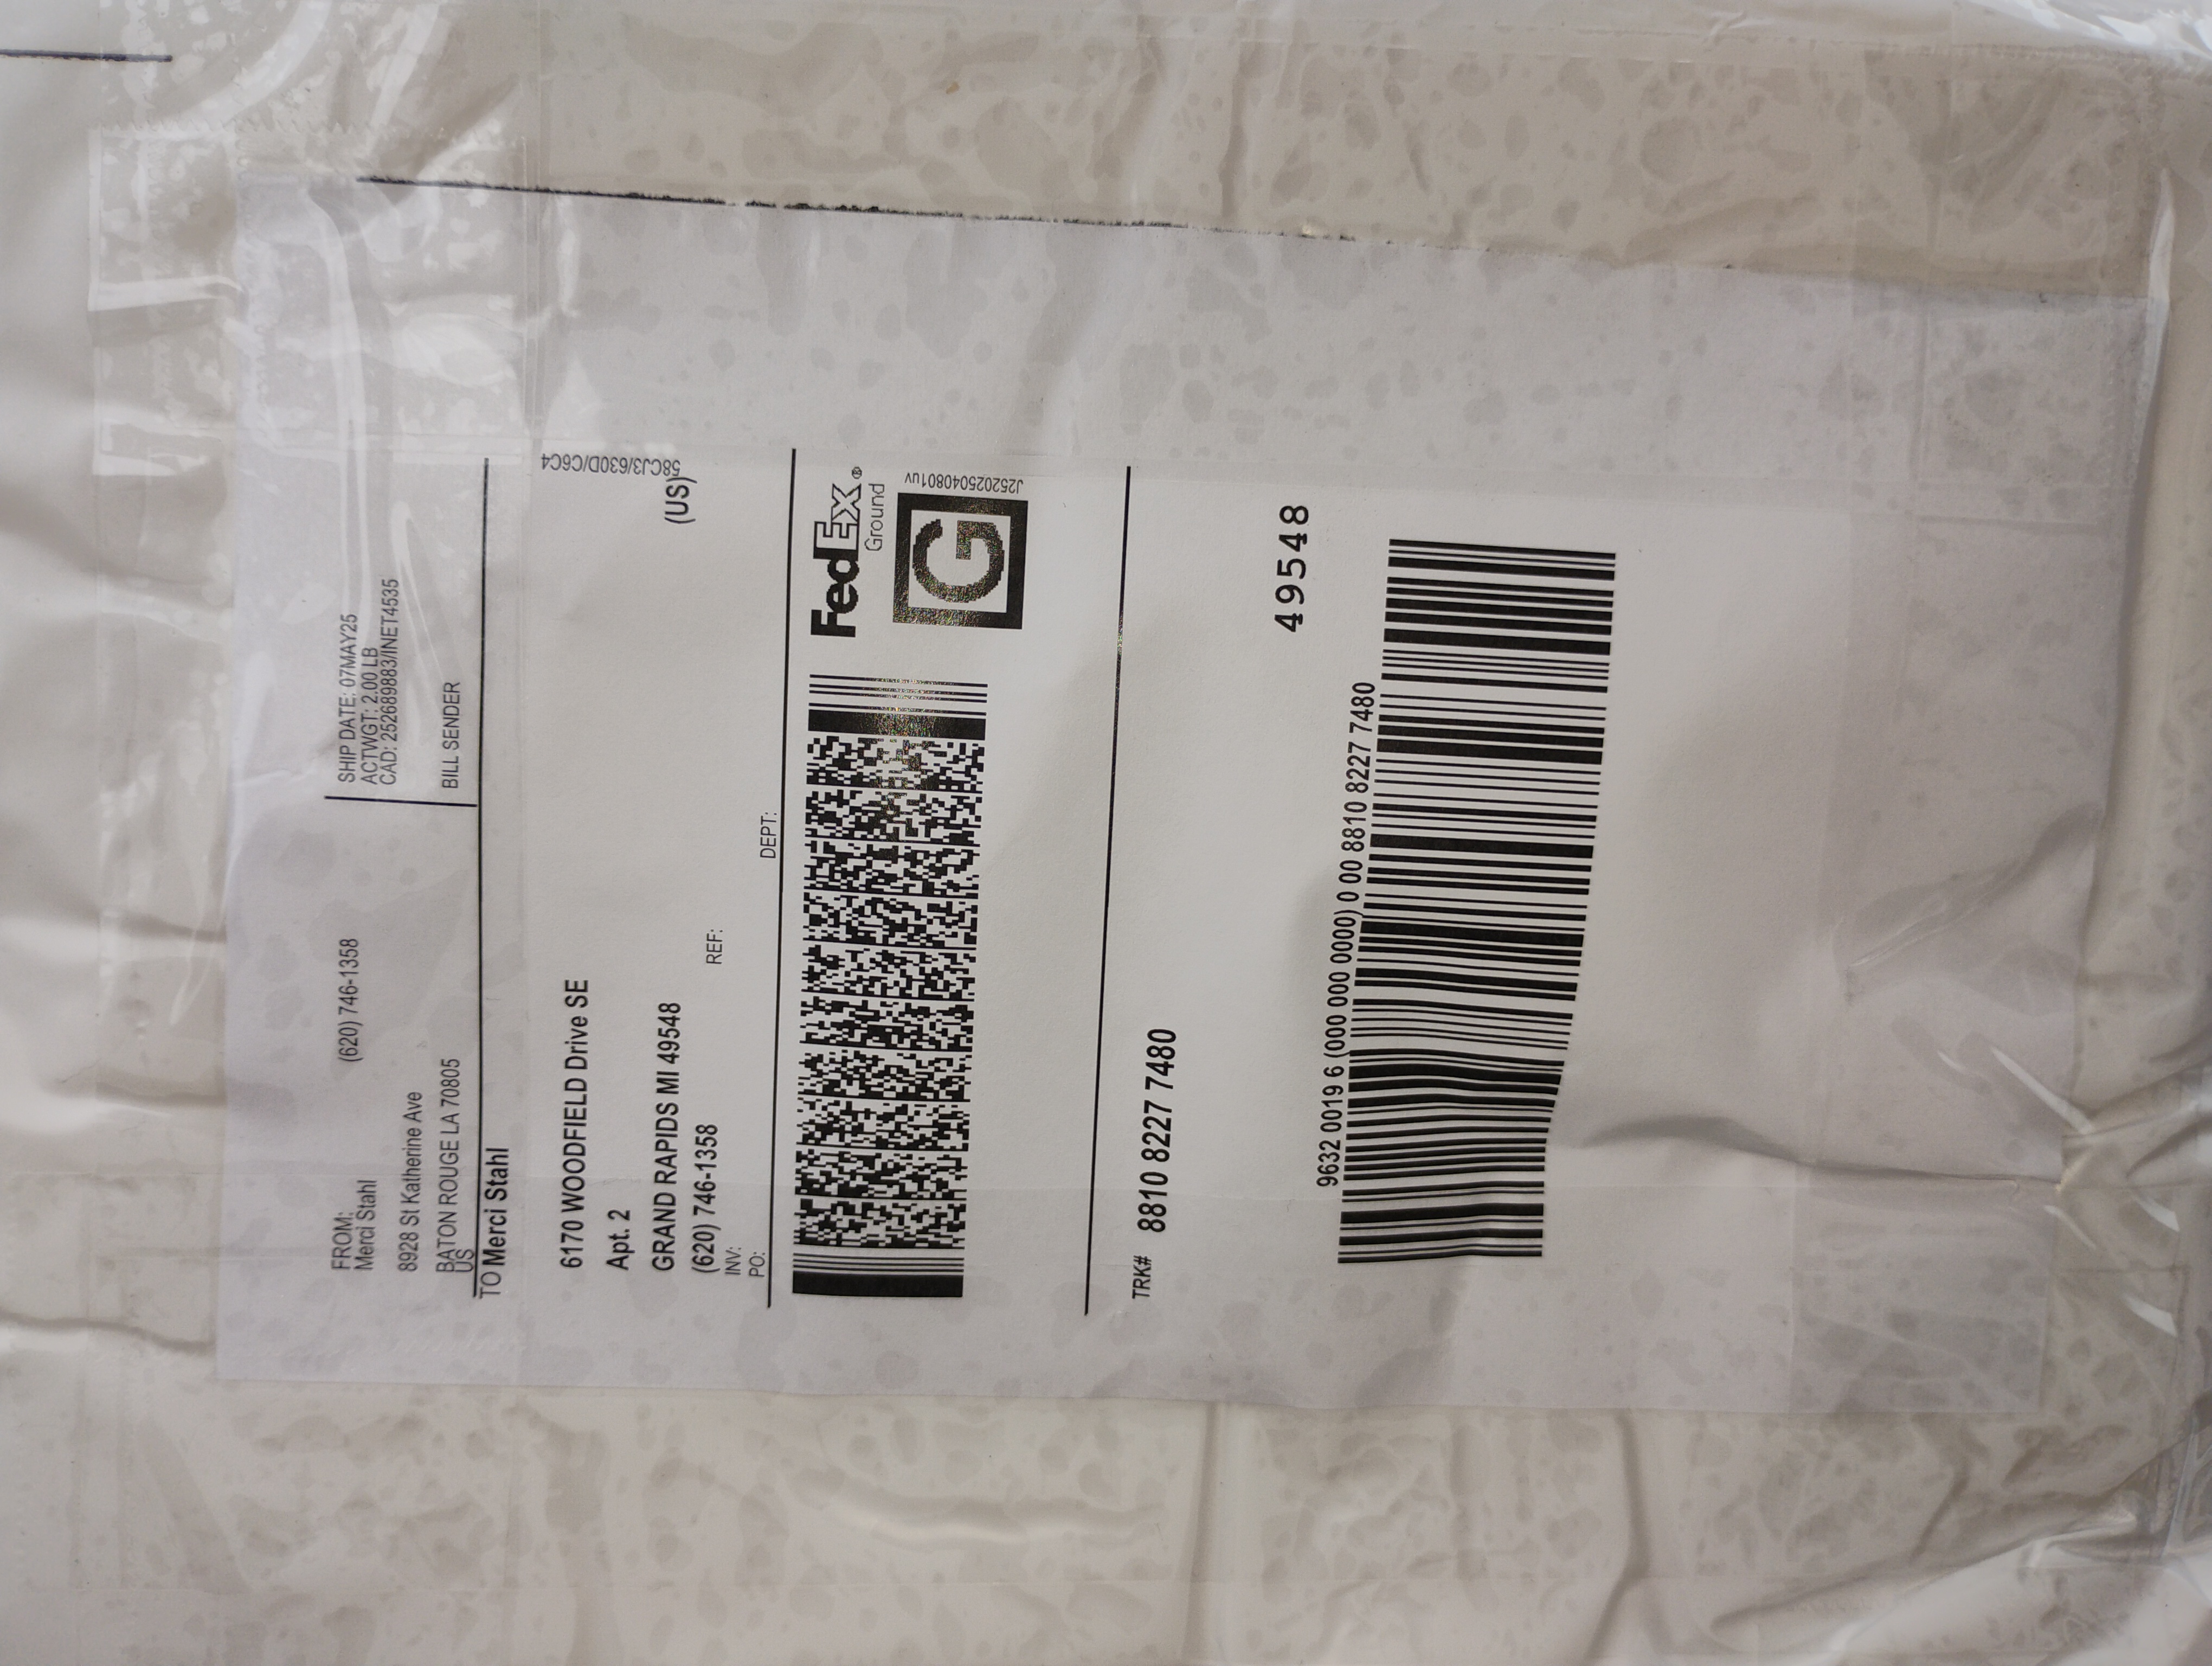 FROM:
Merci Stahl
(620) 746-1358
8928 St Katherine Ave
BATON ROUGE LA 70805
US
SHIP DATE: 07MAY25
ACTWGT: 2.00 LB
CAD: 252689883/INET4535
BILL SENDER
TO Merci Stahl
6170 WOODFIELD Drive SE
Apt. 2
GRAND RAPIDS MI 49548
(US)
(620) 746-1358
REF:
INV:
PO:
DEPT:
58CJ3/630D/C6C4
FedEx®
Ground
G
J252025040801uv
TRK# 8810 8227 7480
49548
9632 0019 6 (000 000 0000) 0 00 8810 8227 7480